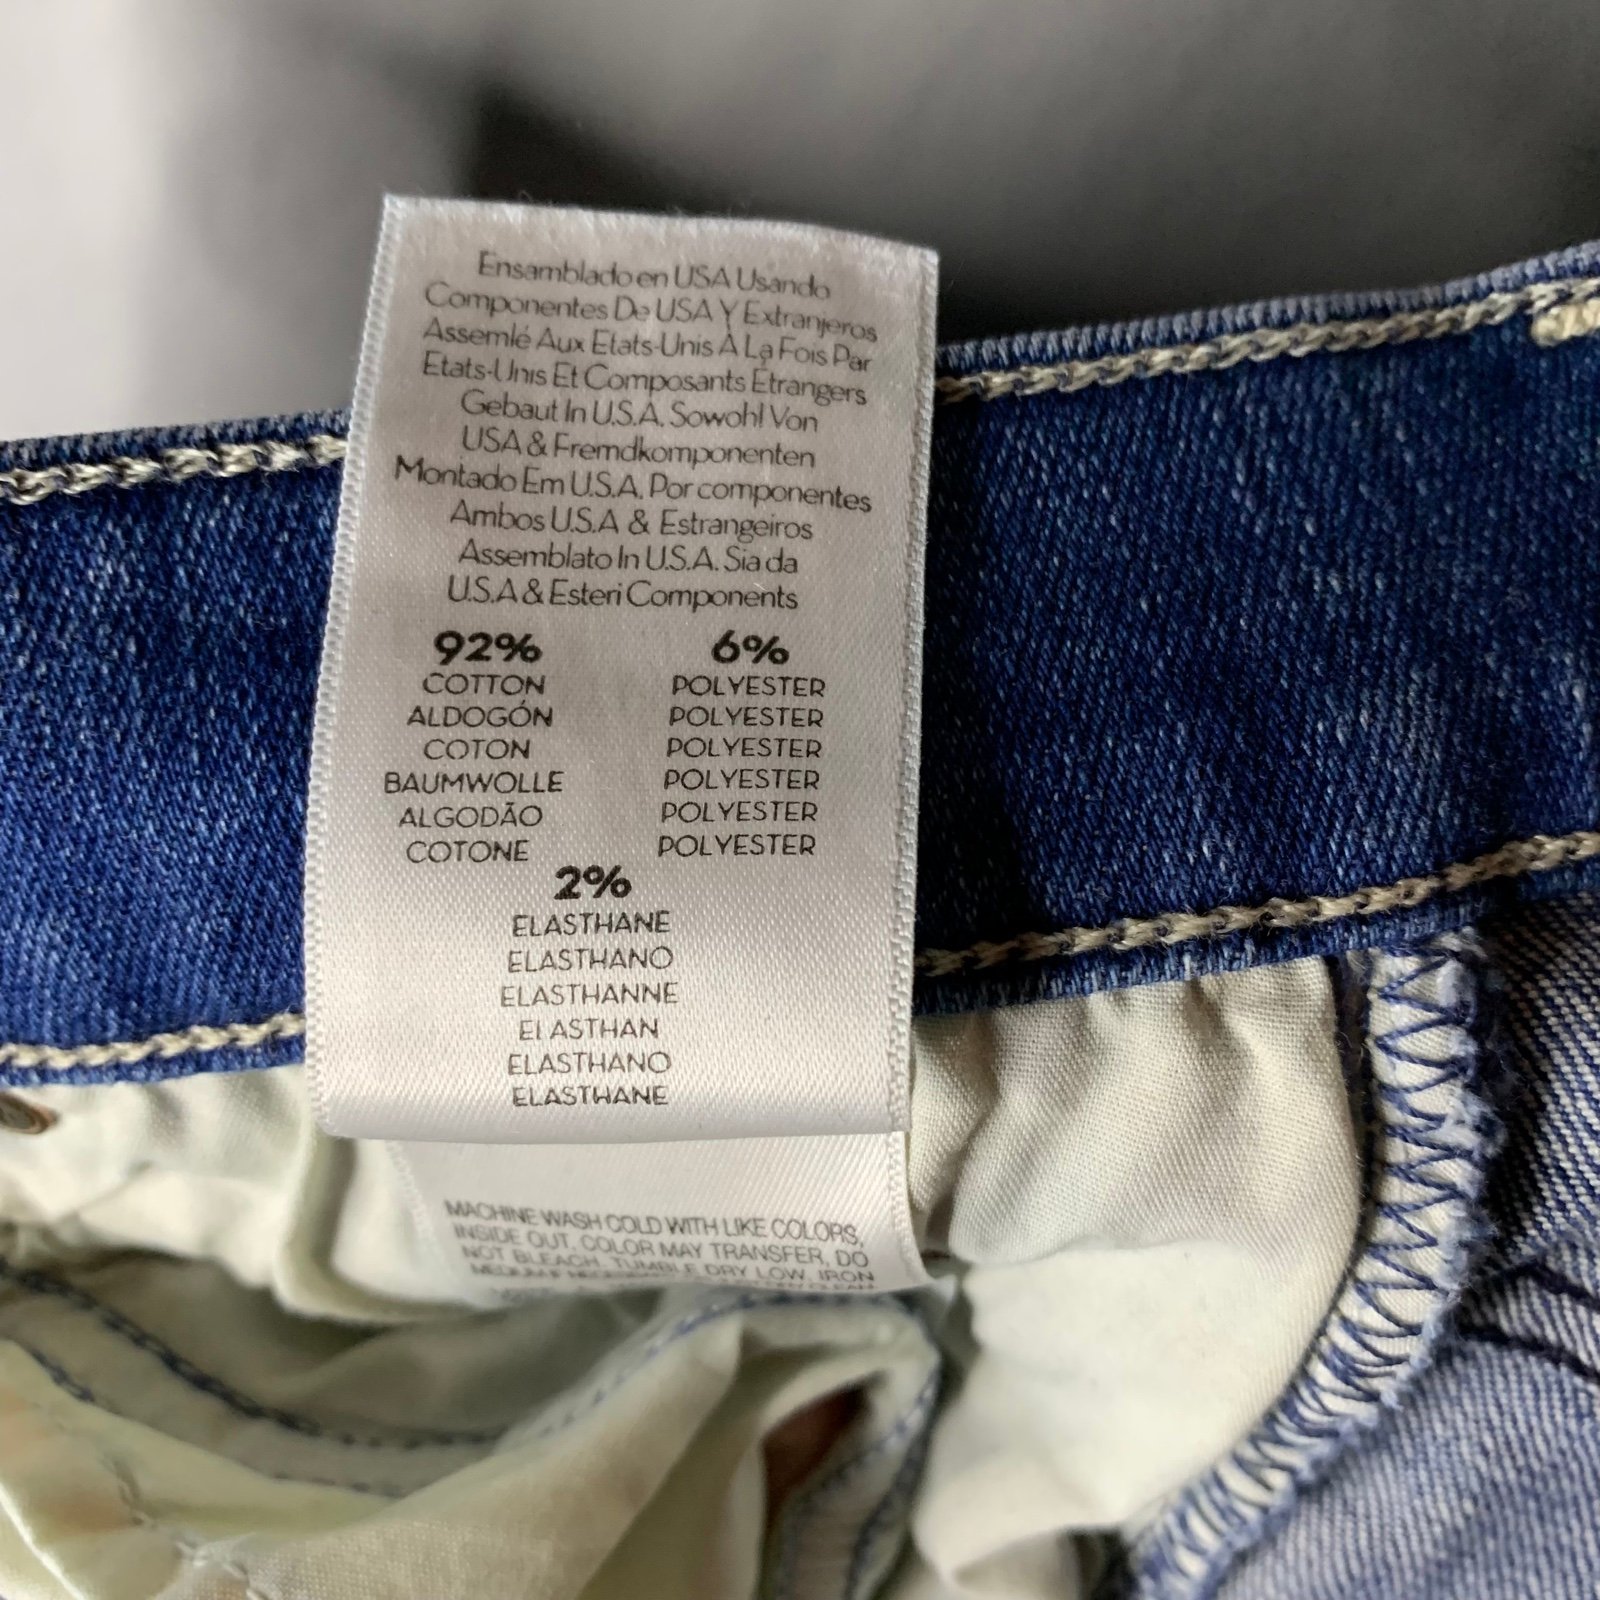 Ensamblado en USA Usando
Componentes De USA Y Extranjeros
Assemlé Aux Etats-Unis À La Fois Par
Etats-Unis Et Composants Etrangers
Gebaut In U.S.A. Sowohl Von
USA & Fremdkomponenten
Montado Em U.S.A. Por componentes
Ambos U.S.A & Estrangeiros
Assemblato In U.S.A. Sia da
U.S.A & Esteri Components
92%
COTTON
ALDOGÓN
COTON
BAUMWOLLE
ALGODÃO
COTONE
6%
POLYESTER
POLYESTER
POLYESTER
POLYESTER
POLYESTER
POLYESTER
2%
ELASTHANE
ELASTHANO
ELASTHANNE
ELASTHAN
ELASTHANO
ELASTHANE
MACHINE WASH COLD WITH LIKE COLORS,
INSIDE OUT. COLOR MAY TRANSFER, DO
NOT BLEACH. TUMBLE DRY LOW. IRON
MEDIUM IF